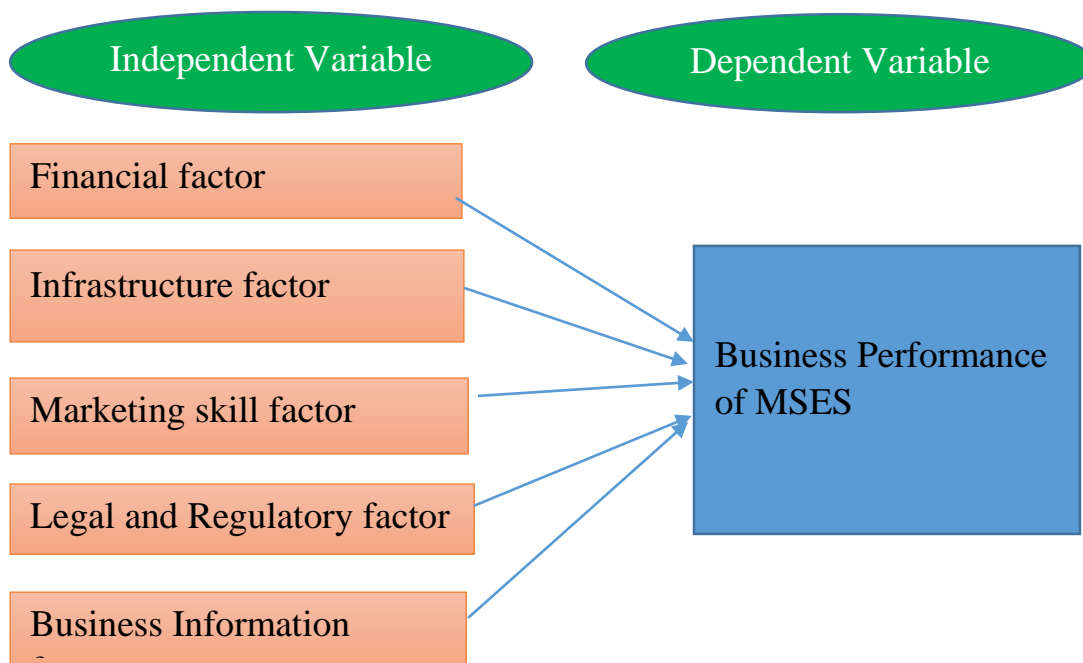 Independent Variable
Dependent Variable
Financial factor
Infrastructure factor
Marketing skill factor
Legal and Regulatory factor
Business Information
Business Performance
of MSES